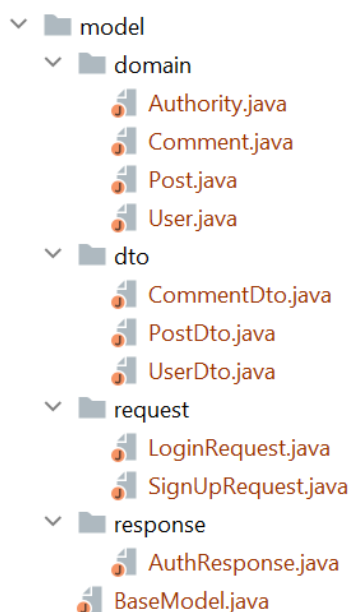 model
domain
Authority.java
Comment.java
Post.java
User.java
dto
CommentDto.java
PostDto.java
UserDto.java
request
LoginRequest.java
SignUpRequest.java
response
AuthResponse.java
BaseModel.java